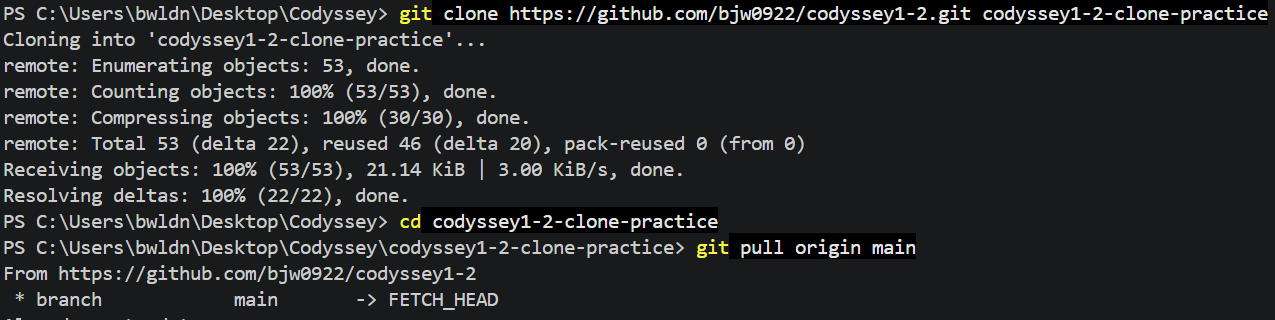 PS C:\Users\bwldn\Desktop\Codyssey> git clone https://github.com/bjw0922/codyssey1-2.git codyssey1-2-clone-practice
Cloning into 'codyssey1-2-clone-practice'...
remote: Enumerating objects: 53, done.
remote: Counting objects: 100% (53/53), done.
remote: Compressing objects: 100% (30/30), done.
remote: Total 53 (delta 22), reused 46 (delta 20), pack-reused 0 (from 0)
Receiving objects: 100% (53/53), 21.14 KiB | 3.00 KiB/s, done.
Resolving deltas: 100% (22/22), done.
PS C:\Users\bwldn\Desktop\Codyssey> cd codyssey1-2-clone-practice
PS C:\Users\bwldn\Desktop\Codyssey\codyssey1-2-clone-practice> git pull origin main
From https://github.com/bjw0922/codyssey1-2
 * branch            main       -> FETCH_HEAD